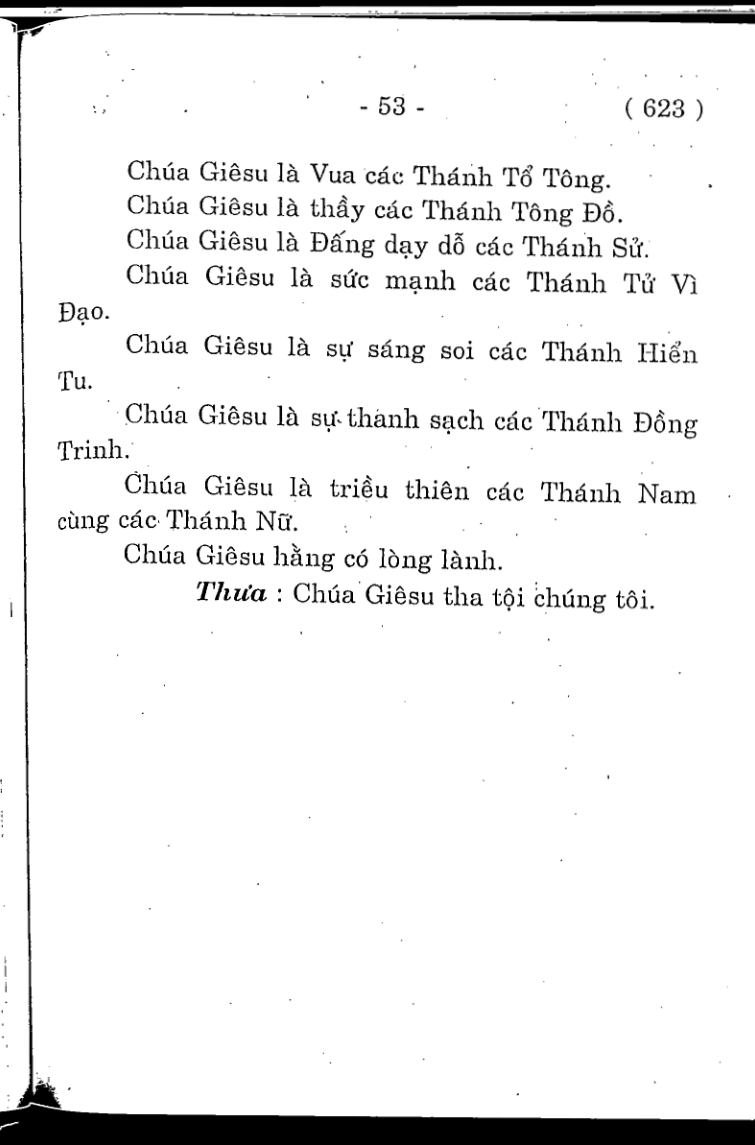 - 53 - ( 623 )
Chúa Giêsu là Vua các Thánh Tổ Tông.
Chúa Giêsu là thầy các Thánh Tông Đồ.
Chúa Giêsu là Đấng dạy dỗ các Thánh Sử.
Chúa Giêsu là sức mạnh các Thánh Tử Vì
Đạo.
Chúa Giêsu là sự sáng soi các Thánh Hiển
Tu.
Chúa Giêsu là sự thanh sạch các Thánh Đồng
Trinh.
Chúa Giêsu là triều thiên các Thánh Nam
cùng các Thánh Nữ.
Chúa Giêsu hằng có lòng lành.
Thưa : Chúa Giêsu tha tội chúng tôi.